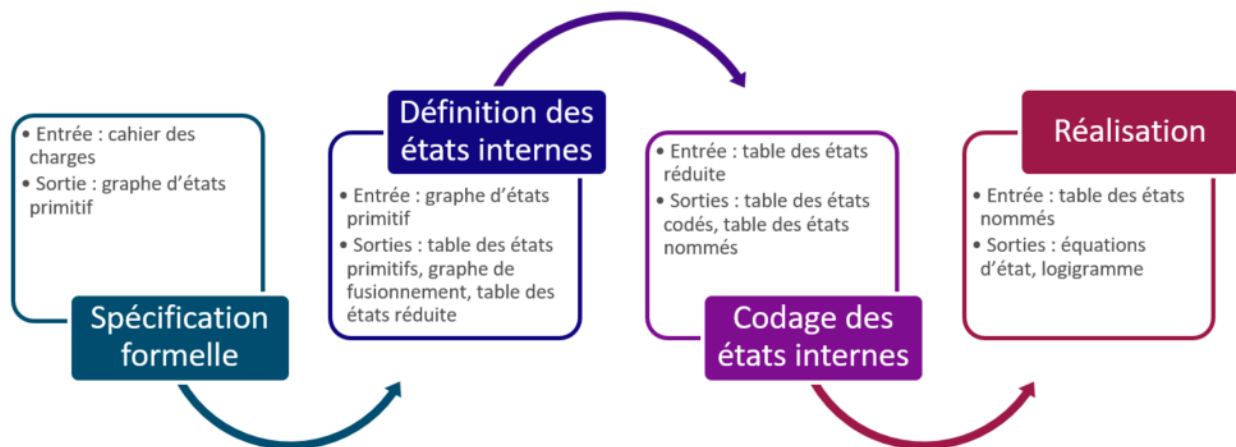 • Entrée : cahier des
charges
• Sortie : graphe d'états
primitif
Spécification
formelle
Définition des
états internes
• Entrée : graphe d'états
primitif
• Sorties : table des états
primitifs, graphe de
fusionnement, table des
états réduite
• Entrée : table des états
réduite
• Sorties : table des états
codés, table des états
nommés
Codage des
états internes
Réalisation
• Entrée : table des états
nommés
• Sorties : équations
d'état, logigramme